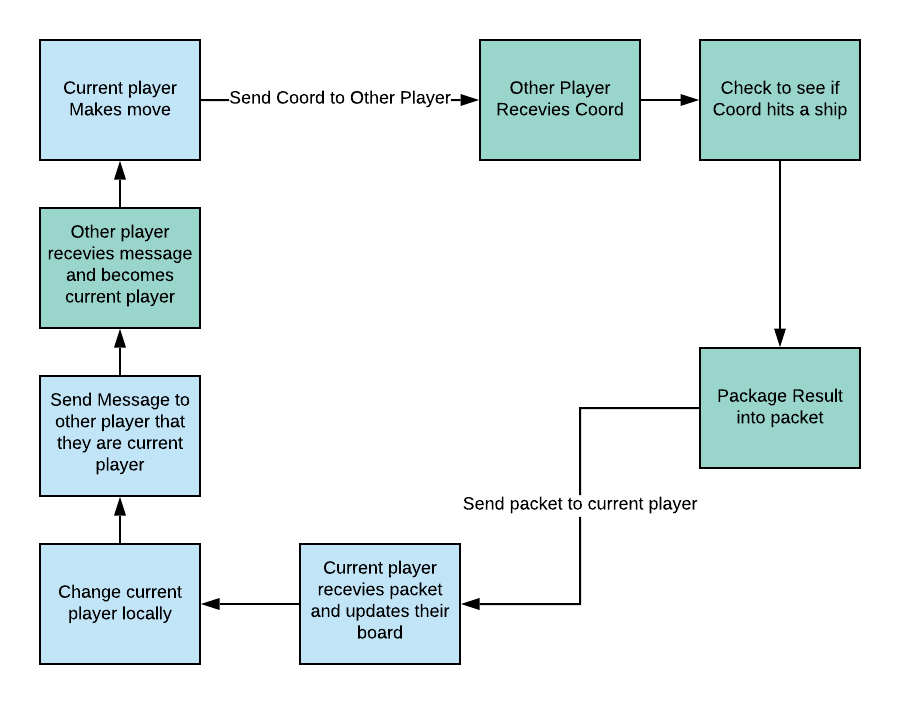 Current player
Makes move
Send Coord to Other Player
Other Player
Recevies Coord
Check to see if
Coord hits a ship
Other player
recevies message
and becomes
current player
Send Message to
other player that
they are current
player
Package Result
into packet
Send packet to current player
Change current
player locally
Current player
recevies packet
and updates their
board